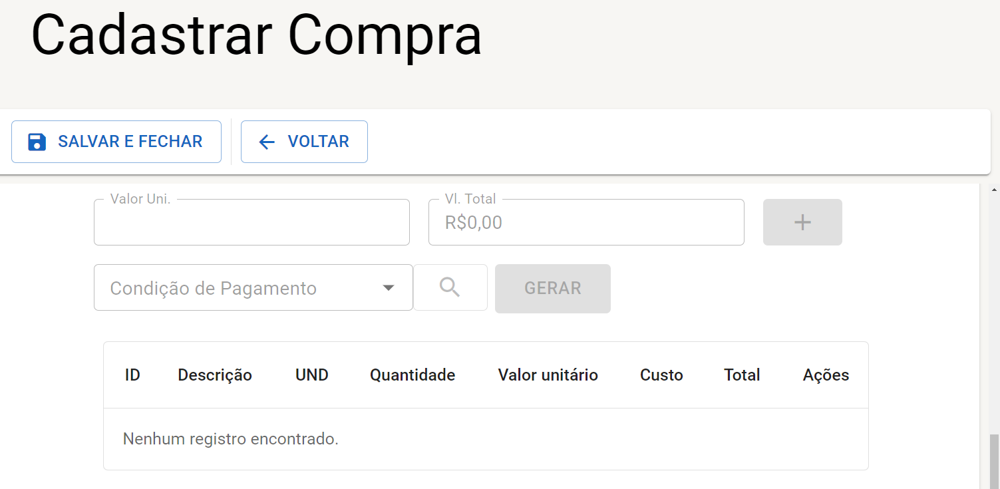 Cadastrar Compra
SALVAR E FECHAR VOLTAR
Valor Uni. Vl. Total
R$0,00
Condição de Pagamento GERAR
ID Descrição UND Quantidade Valor unitário Custo Total Ações
Nenhum registro encontrado.